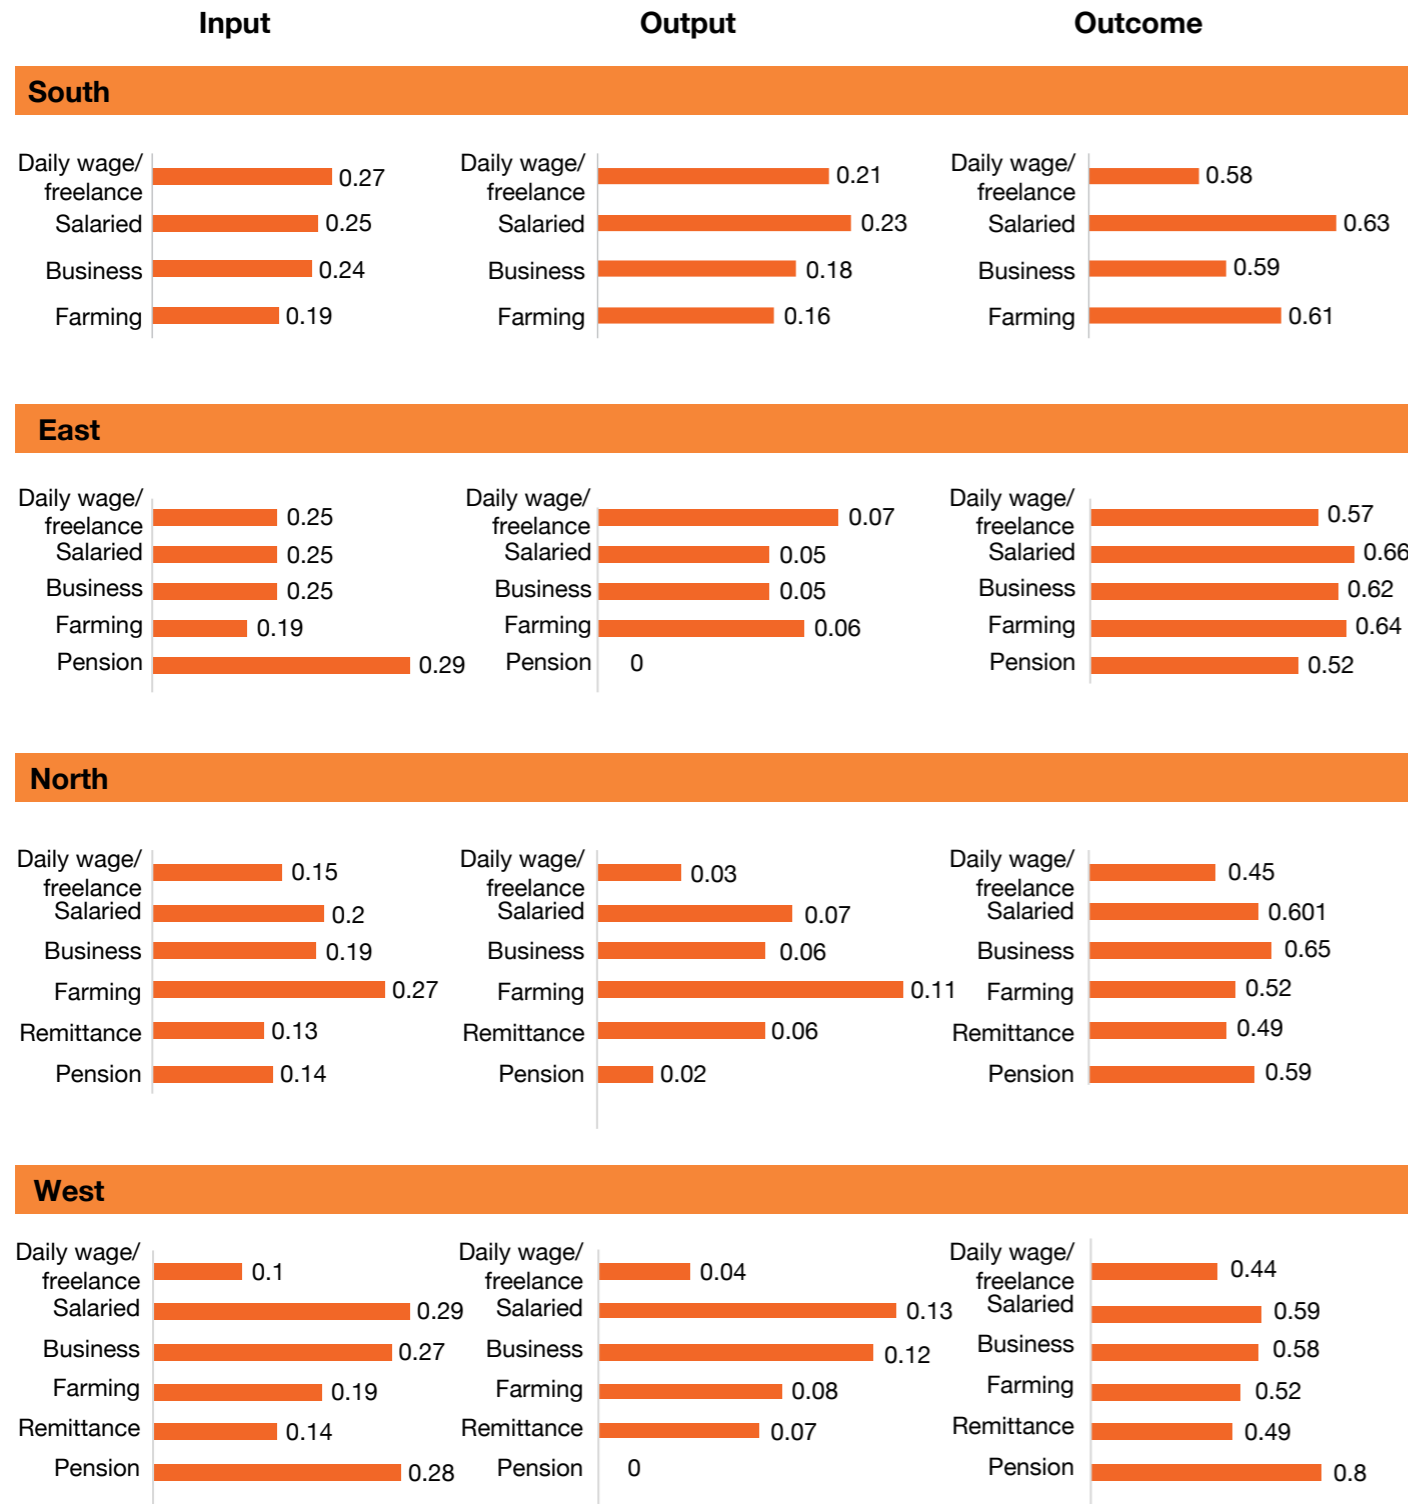 Input Output Outcome
South
Daily wage/
freelance 0.27
Salaried 0.25
Business 0.24
Farming 0.19
Daily wage/
freelance 0.21
Salaried 0.23
Business 0.18
Farming 0.16
Daily wage/
freelance 0.58
Salaried 0.63
Business 0.59
Farming 0.61
East
Daily wage/
freelance 0.25
Salaried 0.25
Business 0.25
Farming 0.19
Pension 0.29
Daily wage/
freelance 0.07
Salaried 0.05
Business 0.05
Farming 0.06
Pension 0
Daily wage/
freelance 0.57
Salaried 0.66
Business 0.62
Farming 0.64
Pension 0.52
North
Daily wage/
freelance 0.15
Salaried 0.2
Business 0.19
Farming 0.27
Remittance 0.13
Pension 0.14
Daily wage/
freelance 0.03
Salaried 0.07
Business 0.06
Farming 0.11
Remittance 0.06
Pension 0.02
Daily wage/
freelance 0.45
Salaried 0.601
Business 0.65
Farming 0.52
Remittance 0.49
Pension 0.59
West
Daily wage/
freelance 0.1
Salaried 0.29
Business 0.27
Farming 0.19
Remittance 0.14
Pension 0.28
Daily wage/
freelance 0.04
Salaried 0.13
Business 0.12
Farming 0.08
Remittance 0.07
Pension 0
Daily wage/
freelance 0.44
Salaried 0.59
Business 0.58
Farming 0.52
Remittance 0.49
Pension 0.8